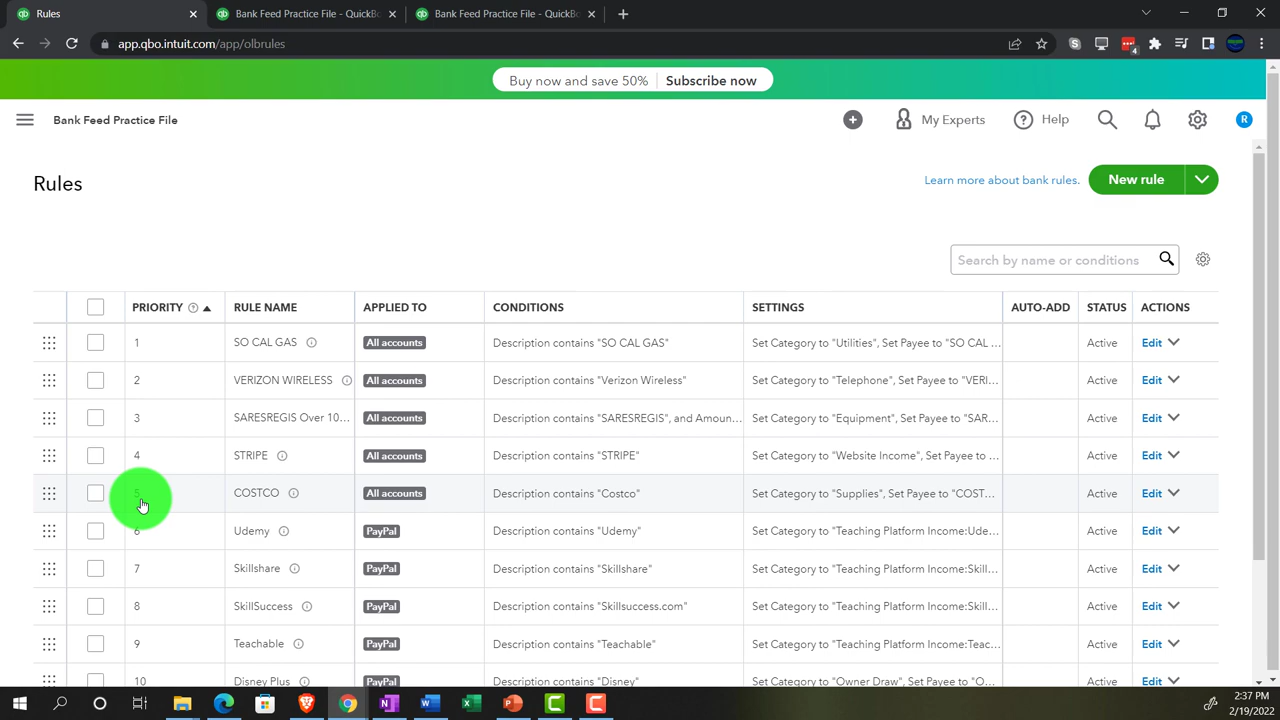 Rules
Bank Feed Practice File - QuickBo
Bank Feed Practice File - QuickBo
app.qbo.intuit.com/app/olbrules
4
Buy now and save 50% Subscribe now
Bank Feed Practice File
My Experts
Help
R
Rules
Learn more about bank rules.
New rule
Search by name or conditions
PRIORITY RULE NAME APPLIED TO CONDITIONS SETTINGS AUTO-ADD STATUS ACTIONS
1 SO CAL GAS All accounts Description contains "SO CAL GAS" Set Category to "Utilities", Set Payee to "SO CAL ... Active Edit
2 VERIZON WIRELESS All accounts Description contains "Verizon Wireless" Set Category to "Telephone", Set Payee to "VERI... Active Edit
3 SARESREGIS Over 10... All accounts Description contains "SARESREGIS", and Amoun... Set Category to "Equipment", Set Payee to "SAR... Active Edit
4 STRIPE All accounts Description contains "STRIPE" Set Category to "Website Income", Set Payee to ... Active Edit
5 COSTCO All accounts Description contains "Costco" Set Category to "Supplies", Set Payee to "COST... Active Edit
6 Udemy PayPal Description contains "Udemy" Set Category to "Teaching Platform Income:Ude... Active Edit
7 Skillshare PayPal Description contains "Skillshare" Set Category to "Teaching Platform Income:Skill... Active Edit
8 SkillSuccess PayPal Description contains "Skillsuccess.com" Set Category to "Teaching Platform Income:Skill... Active Edit
9 Teachable PayPal Description contains "Teachable" Set Category to "Teaching Platform Income:Teac... Active Edit
10 Disney Plus PayPal Description contains "Disney" Set Category to "Owner Draw", Set Payee to "O... Active Edit
2:37 PM
2/19/2022